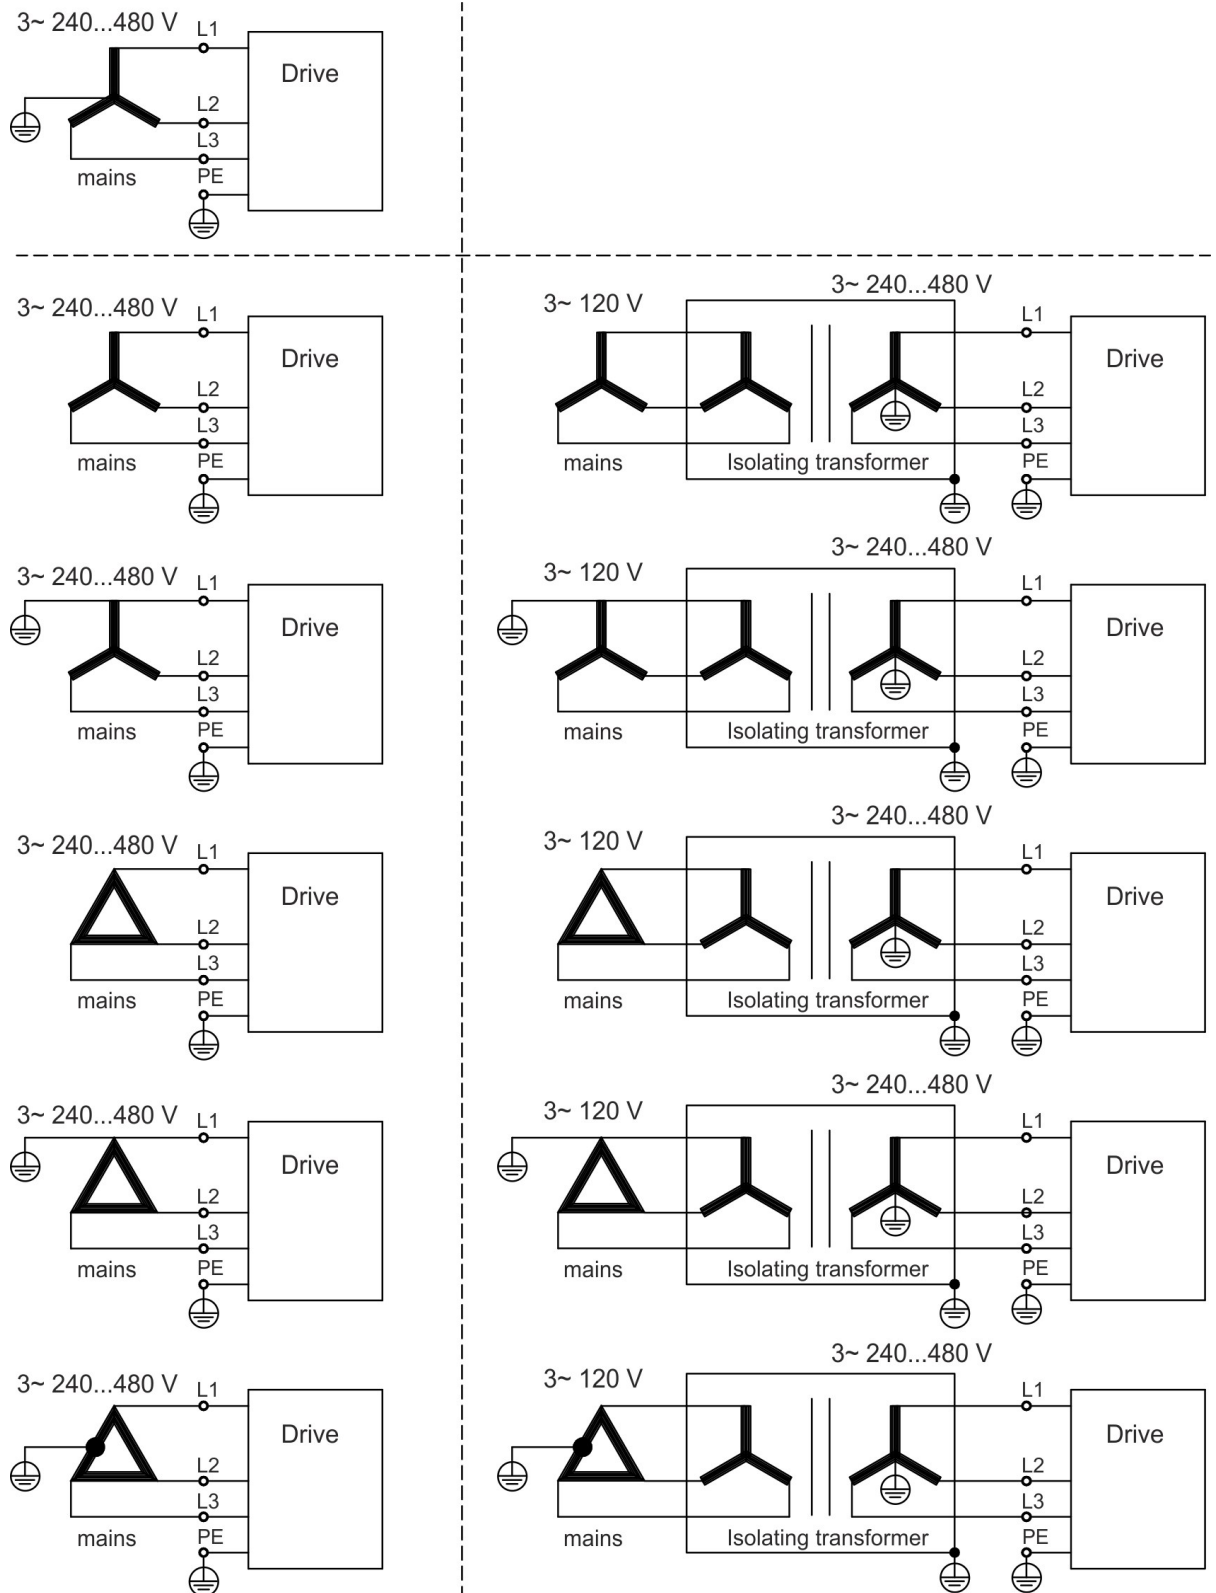 3~ 240...480 V
L1
Drive
L2
L3
mains
PE
3~ 240...480 V
L1
Drive
L2
L3
mains
PE
3~ 120 V
3~ 240...480 V
L1
Drive
L2
L3
mains
Isolating transformer
PE
3~ 240...480 V
L1
Drive
L2
L3
mains
PE
3~ 120 V
3~ 240...480 V
L1
Drive
L2
L3
mains
Isolating transformer
PE
3~ 240...480 V
L1
Drive
L2
L3
mains
PE
3~ 120 V
3~ 240...480 V
L1
Drive
L2
L3
mains
Isolating transformer
PE
3~ 240...480 V
L1
Drive
L2
L3
mains
PE
3~ 120 V
3~ 240...480 V
L1
Drive
L2
L3
mains
Isolating transformer
PE
3~ 240...480 V
L1
Drive
L2
L3
mains
PE
3~ 120 V
3~ 240...480 V
L1
Drive
L2
L3
mains
Isolating transformer
PE